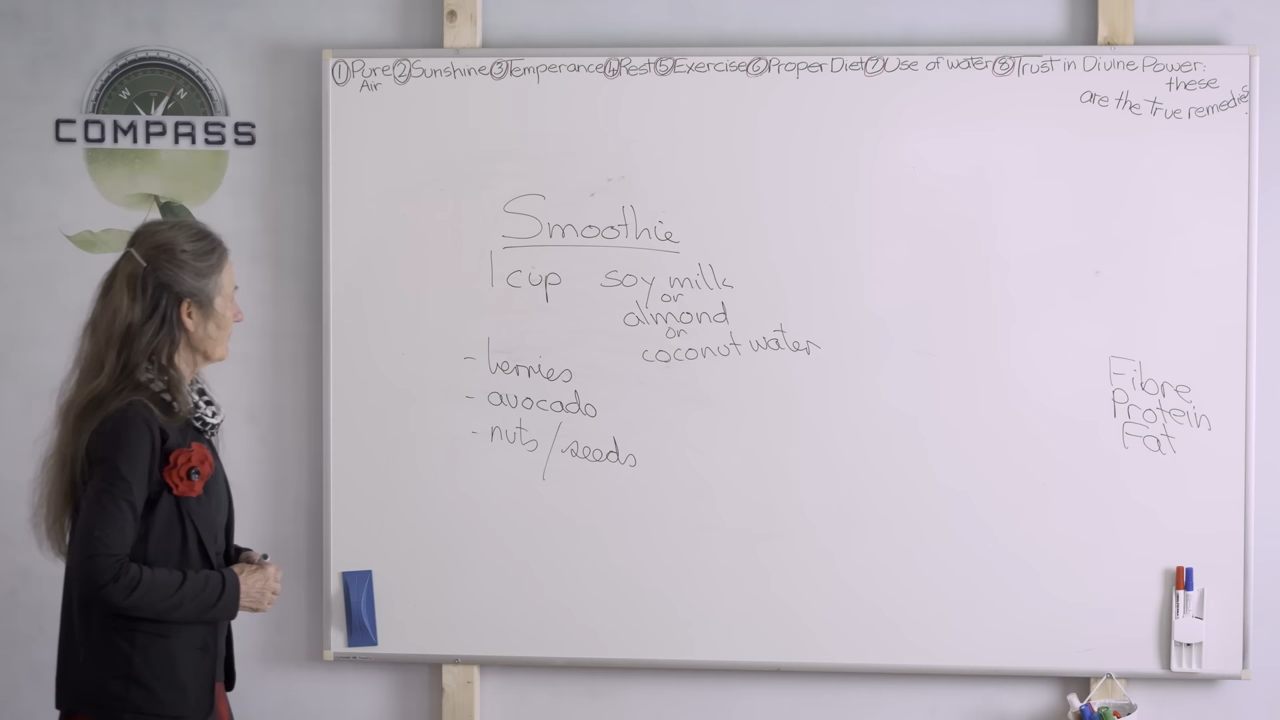 ①Pure ②Sunshine ③Temperance ④Rest ⑤Exercise ⑥Proper Diet ⑦Use of water ⑧Trust in Divine Power:
Air
these
are the true remedies.
W N
COMPASS
Smoothie
1 cup soy milk
or
almond
or
coconut water
- berries
- avocado
- nuts/seeds
Fibre
Protein
Fat